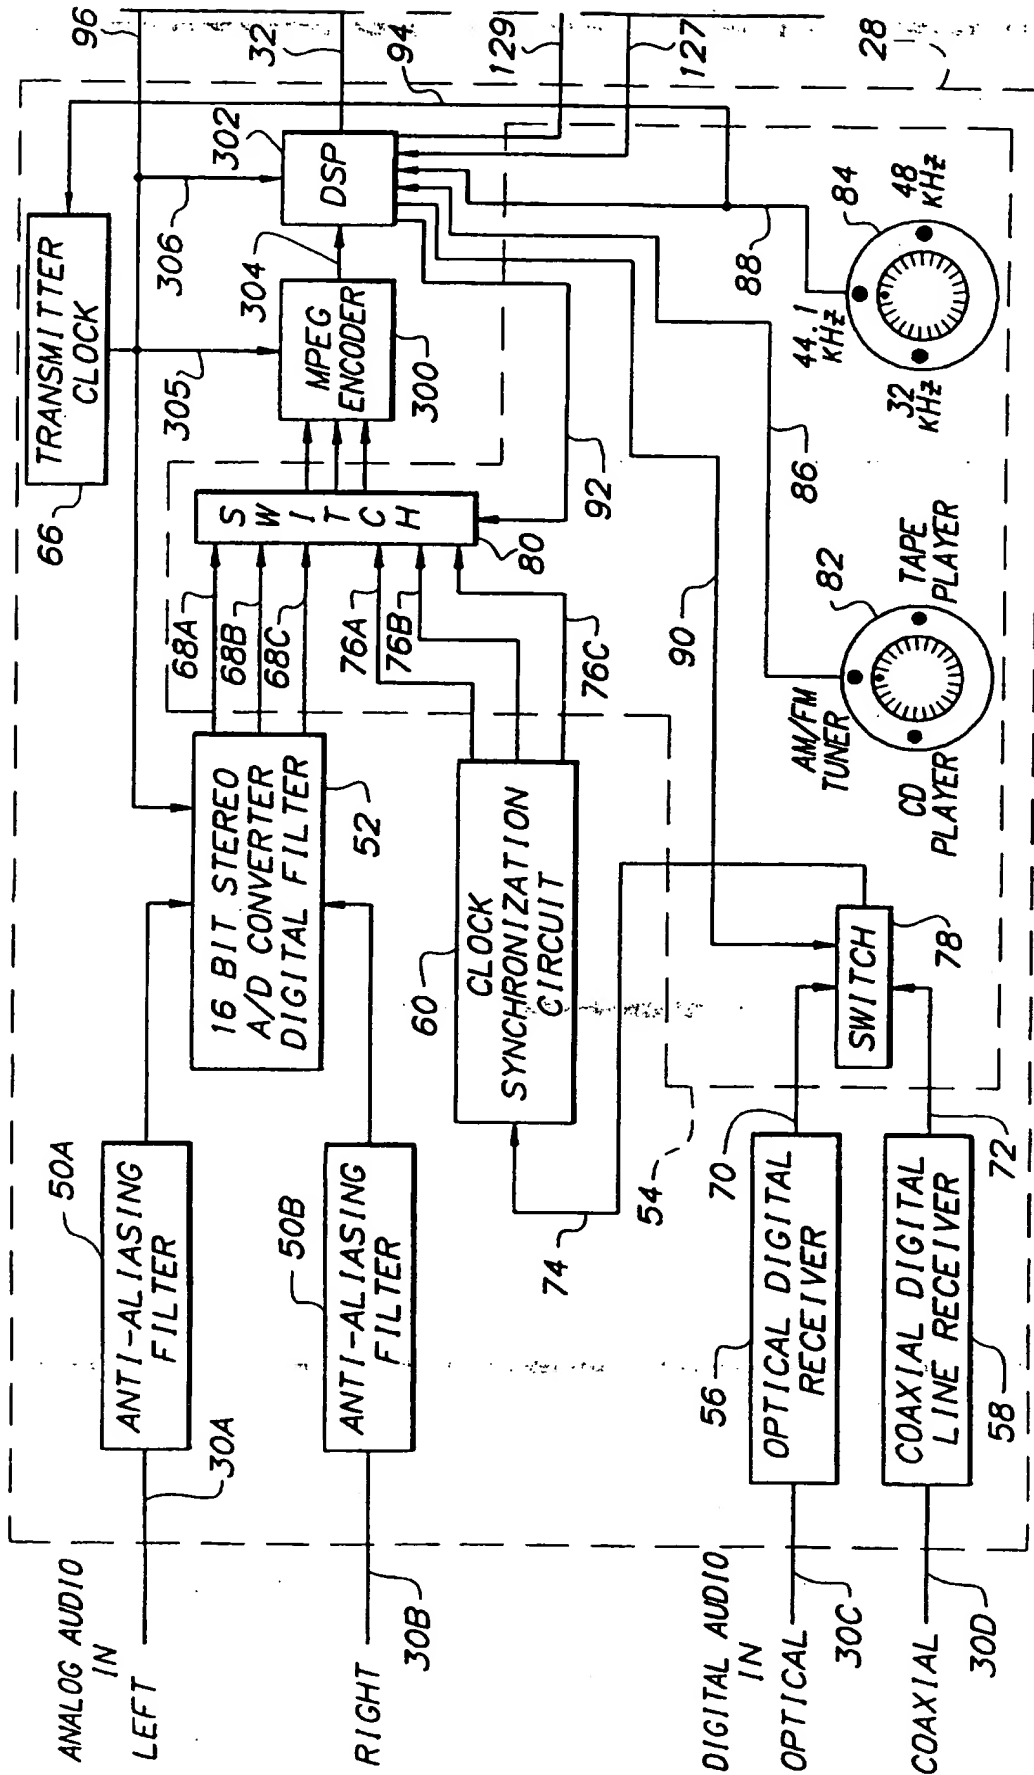 ANALOG AUDIO
IN
LEFT
30A
RIGHT
30B
DIGITAL AUDIO
IN
OPTICAL
30C
COAXIAL
30D
50A
ANTI-ALIASING
FILTER
50B
ANTI-ALIASING
FILTER
56
OPTICAL DIGITAL
RECEIVER
COAXIAL DIGITAL
LINE RECEIVER
58
70
72
74
54
16 BIT STEREO
A/D CONVERTER
DIGITAL FILTER
52
60
CLOCK
SYNCHRONIZATION
CIRCUIT
SWITCH
78
68A
68B
68C
76A
76B
76C
SWITCH
80
66
TRANSMITTER
CLOCK
305
306
MPEG
ENCODER
300
304
302
DSP
92
90
86
88
AM/FM
TUNER
CD
PLAYER
TAPE
PLAYER
82
44.1
KHz
32
KHz
48
KHz
84
96
32
94
129
127
28